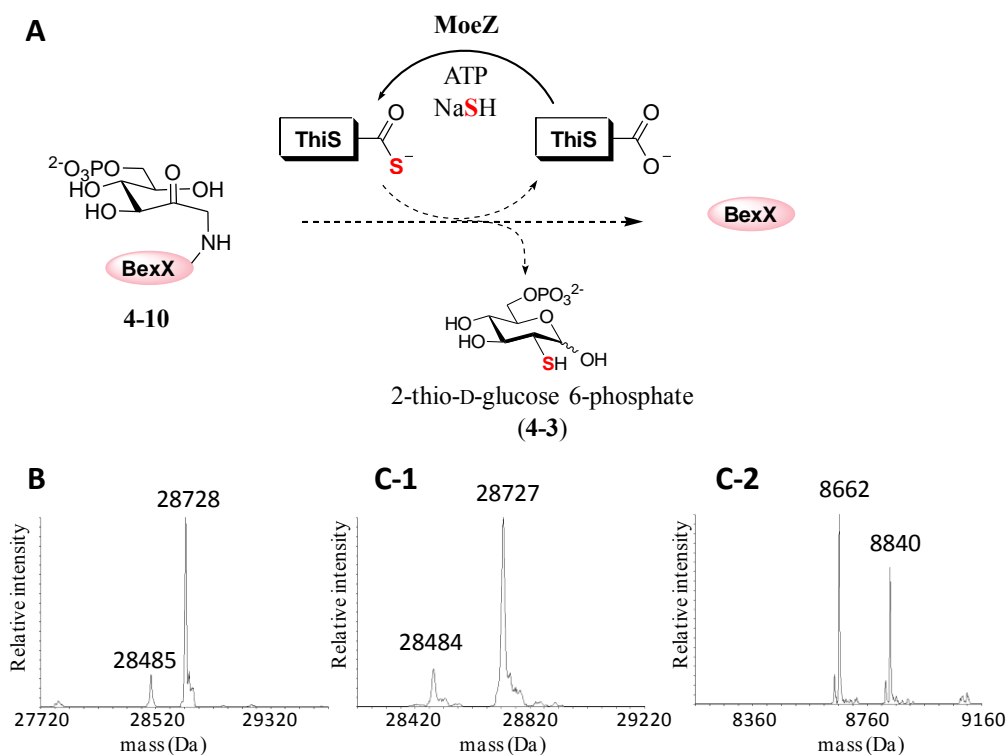 A
MoeZ
ATP
NaSH
ThiS
O
S⁻
ThiS
O
O⁻
²⁻O₃P
O
O
HO
OH
HO
NH
BexX
4-10
BexX
OPO₃²⁻
HO
O
HO
OH
SH
2-thio-D-glucose 6-phosphate
(4-3)
B
Relative intensity
28728
28485
27720 28520 29320
mass (Da)
C-1
Relative intensity
28727
28484
28420 28820 29220
mass (Da)
C-2
Relative intensity
8662
8840
8360 8760 9160
mass (Da)